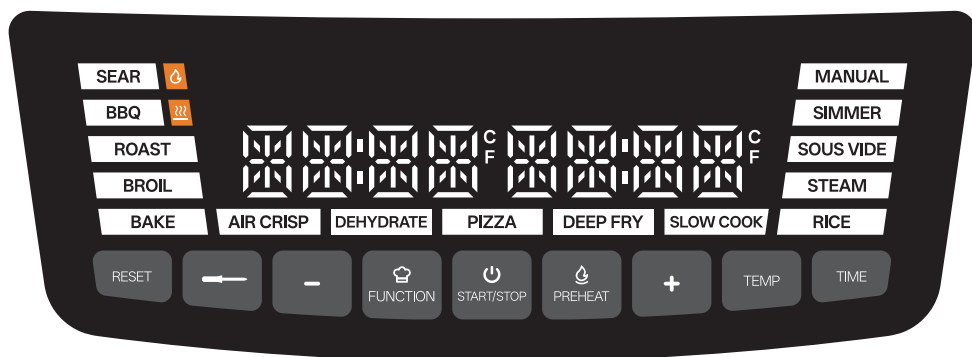 SEAR
BBQ
ROAST
BROIL
BAKE
AIR CRISP
DEHYDRATE
PIZZA
DEEP FRY
SLOW COOK
MANUAL
SIMMER
SOUS VIDE
STEAM
RICE
C
F
C
F
RESET
-
FUNCTION
START/STOP
PREHEAT
+
TEMP
TIME